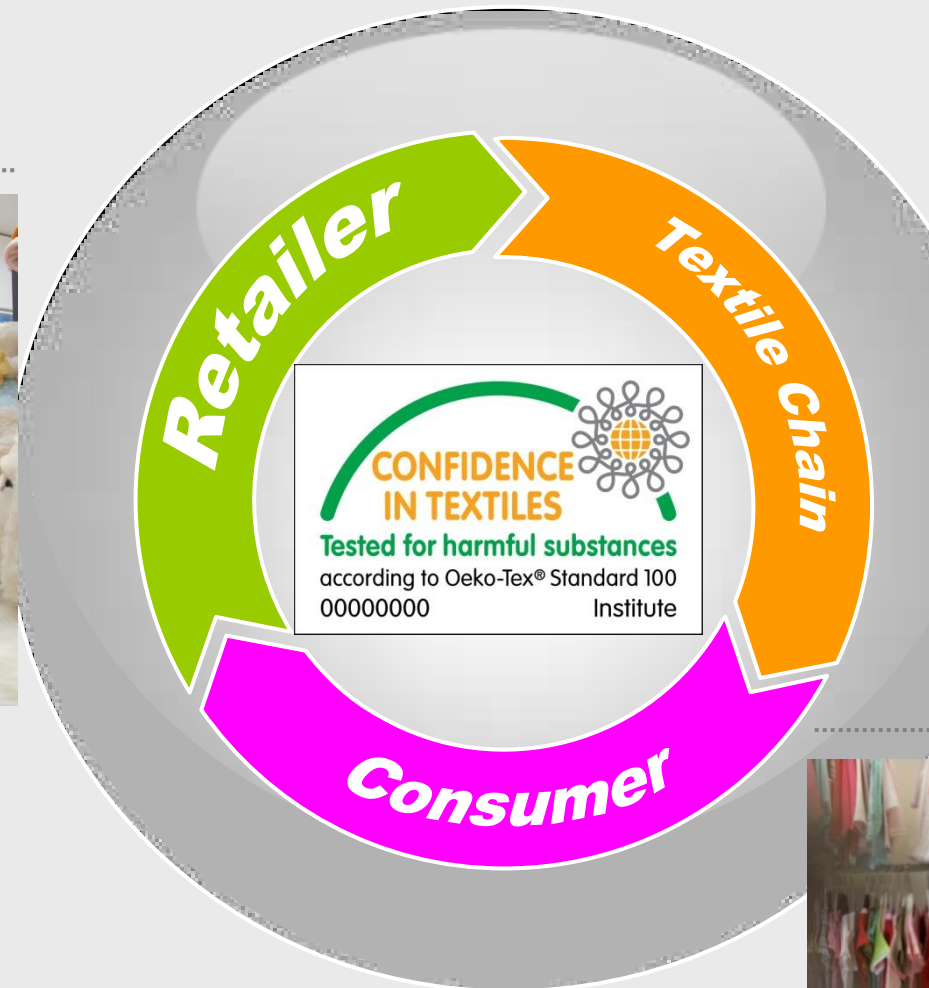 Retailer
Textile Chain
CONFIDENCE
IN TEXTILES
Tested for harmful substances
according to Oeko-Tex® Standard 100
00000000 Institute
Consumer